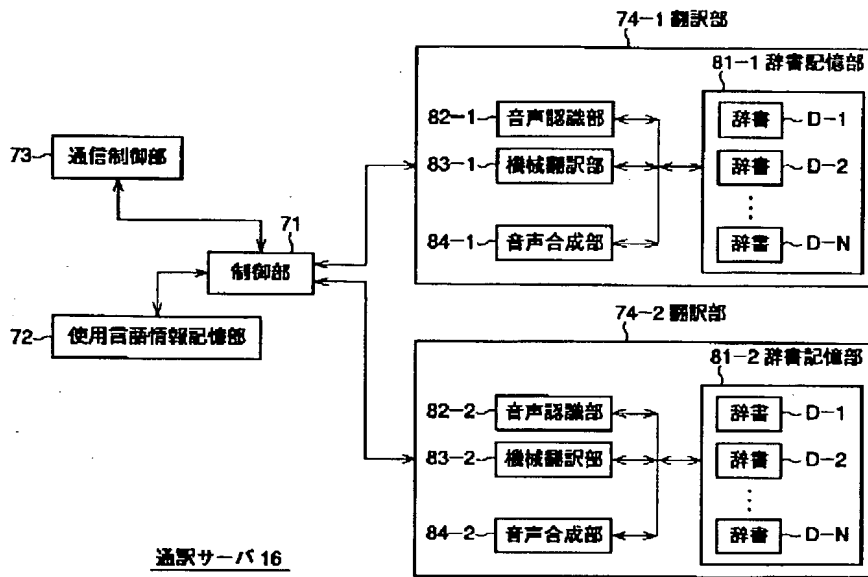 74-1 翻訳部
81-1 辞書記憶部
82-1 音声認識部
辞書 D-1
73 通信制御部
83-1 機械翻訳部
辞書 D-2
⋮
71
84-1 音声合成部
辞書 D-N
制御部
72 使用言語情報記憶部
74-2 翻訳部
81-2 辞書記憶部
82-2 音声認識部
辞書 D-1
83-2 機械翻訳部
辞書 D-2
⋮
84-2 音声合成部
辞書 D-N
通訳サーバ 16